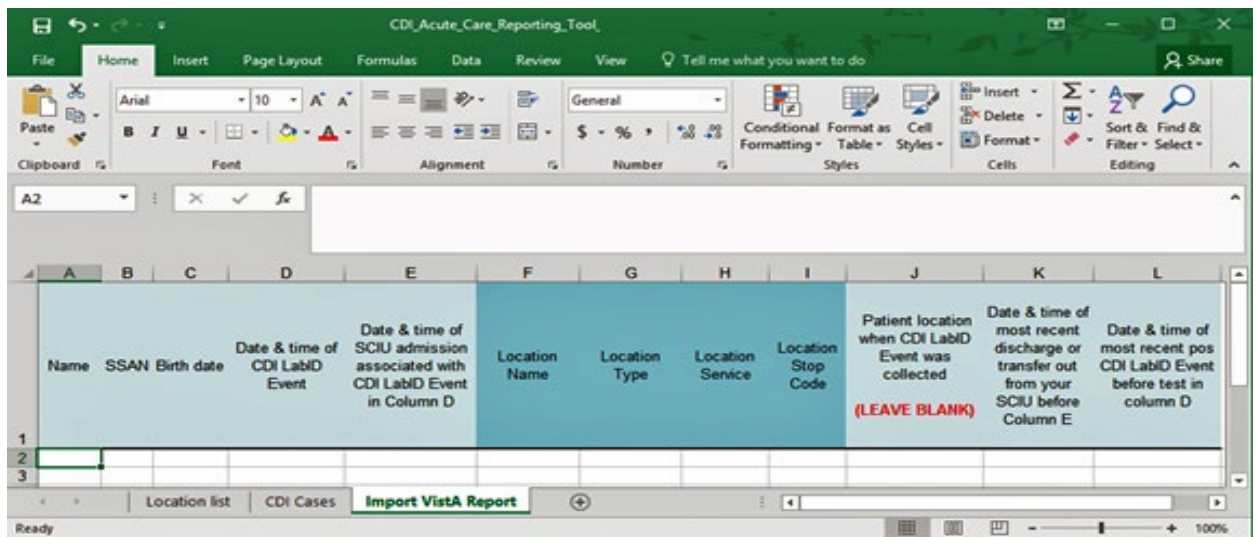 CDI_Acute_Care_Reporting_Tool_
File Home Insert Page Layout Formulas Data Review View Tell me what you want to do Share
Paste
Arial 10
B I U A
General
$ % ,
Conditional Formatting
Format as Table
Cell Styles
Insert
Delete
Format
Sort & Filter
Find & Select
Clipboard Font Alignment Number Styles Cells Editing
A2 fx
A B C D E F G H I J K L
1
Name
SSAN
Birth date
Date & time of
CDI LabID
Event
Date & time of
SCIU admission
associated with
CDI LabID Event
in Column D
Location
Name
Location
Type
Location
Service
Location
Stop
Code
Patient location
when CDI LabID
Event was
collected
(LEAVE BLANK)
Date & time of
most recent
discharge or
transfer out
from your
SCIU before
Column E
Date & time of
most recent pos
CDI LabID Event
before test in
column D
2
3
Location list CDI Cases Import VistA Report
Ready 100%